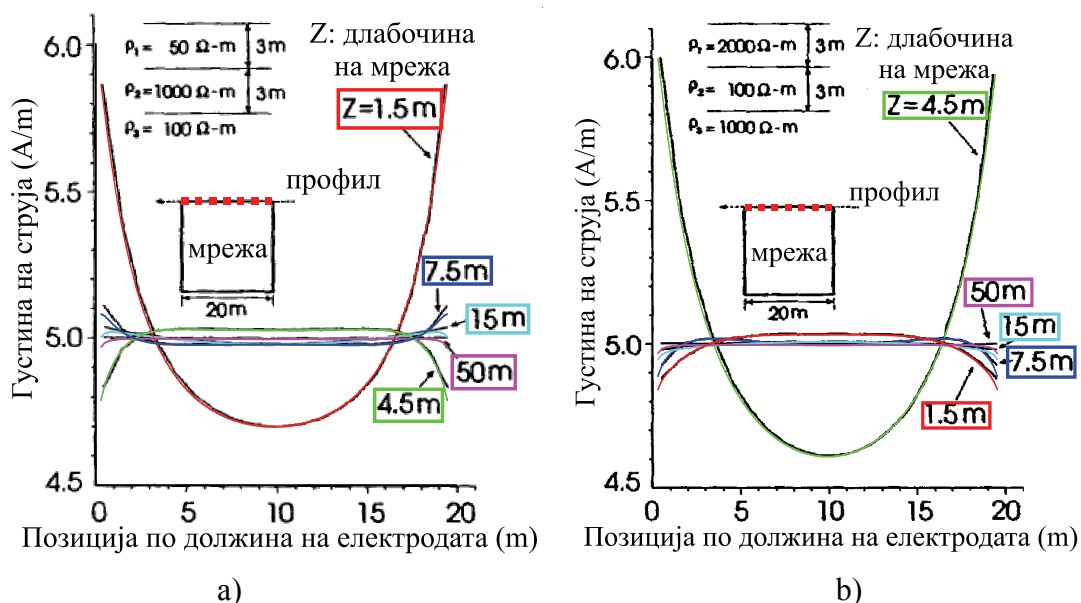 Густина на струја (A/m)
6.0
5.5
5.0
4.5
ρ₁= 50 Ω-m
3m
ρ₂=1000 Ω-m
3m
ρ₃= 100 Ω-m
Z: длабочина
на мрежа
Z=1.5m
профил
мрежа
20m
7.5m
15m
50m
4.5m
0 5 10 15 20
Позиција по должина на електродата (m)
a)
Густина на струја (A/m)
6.0
5.5
5.0
4.5
ρ₁=2000Ω-m
3m
ρ₂= 100 Ω-m
3m
ρ₃=1000 Ω-m
Z: длабочина
на мрежа
Z=4.5m
профил
мрежа
20m
50m
15m
7.5m
1.5m
0 5 10 15 20
Позиција по должина на електродата (m)
b)